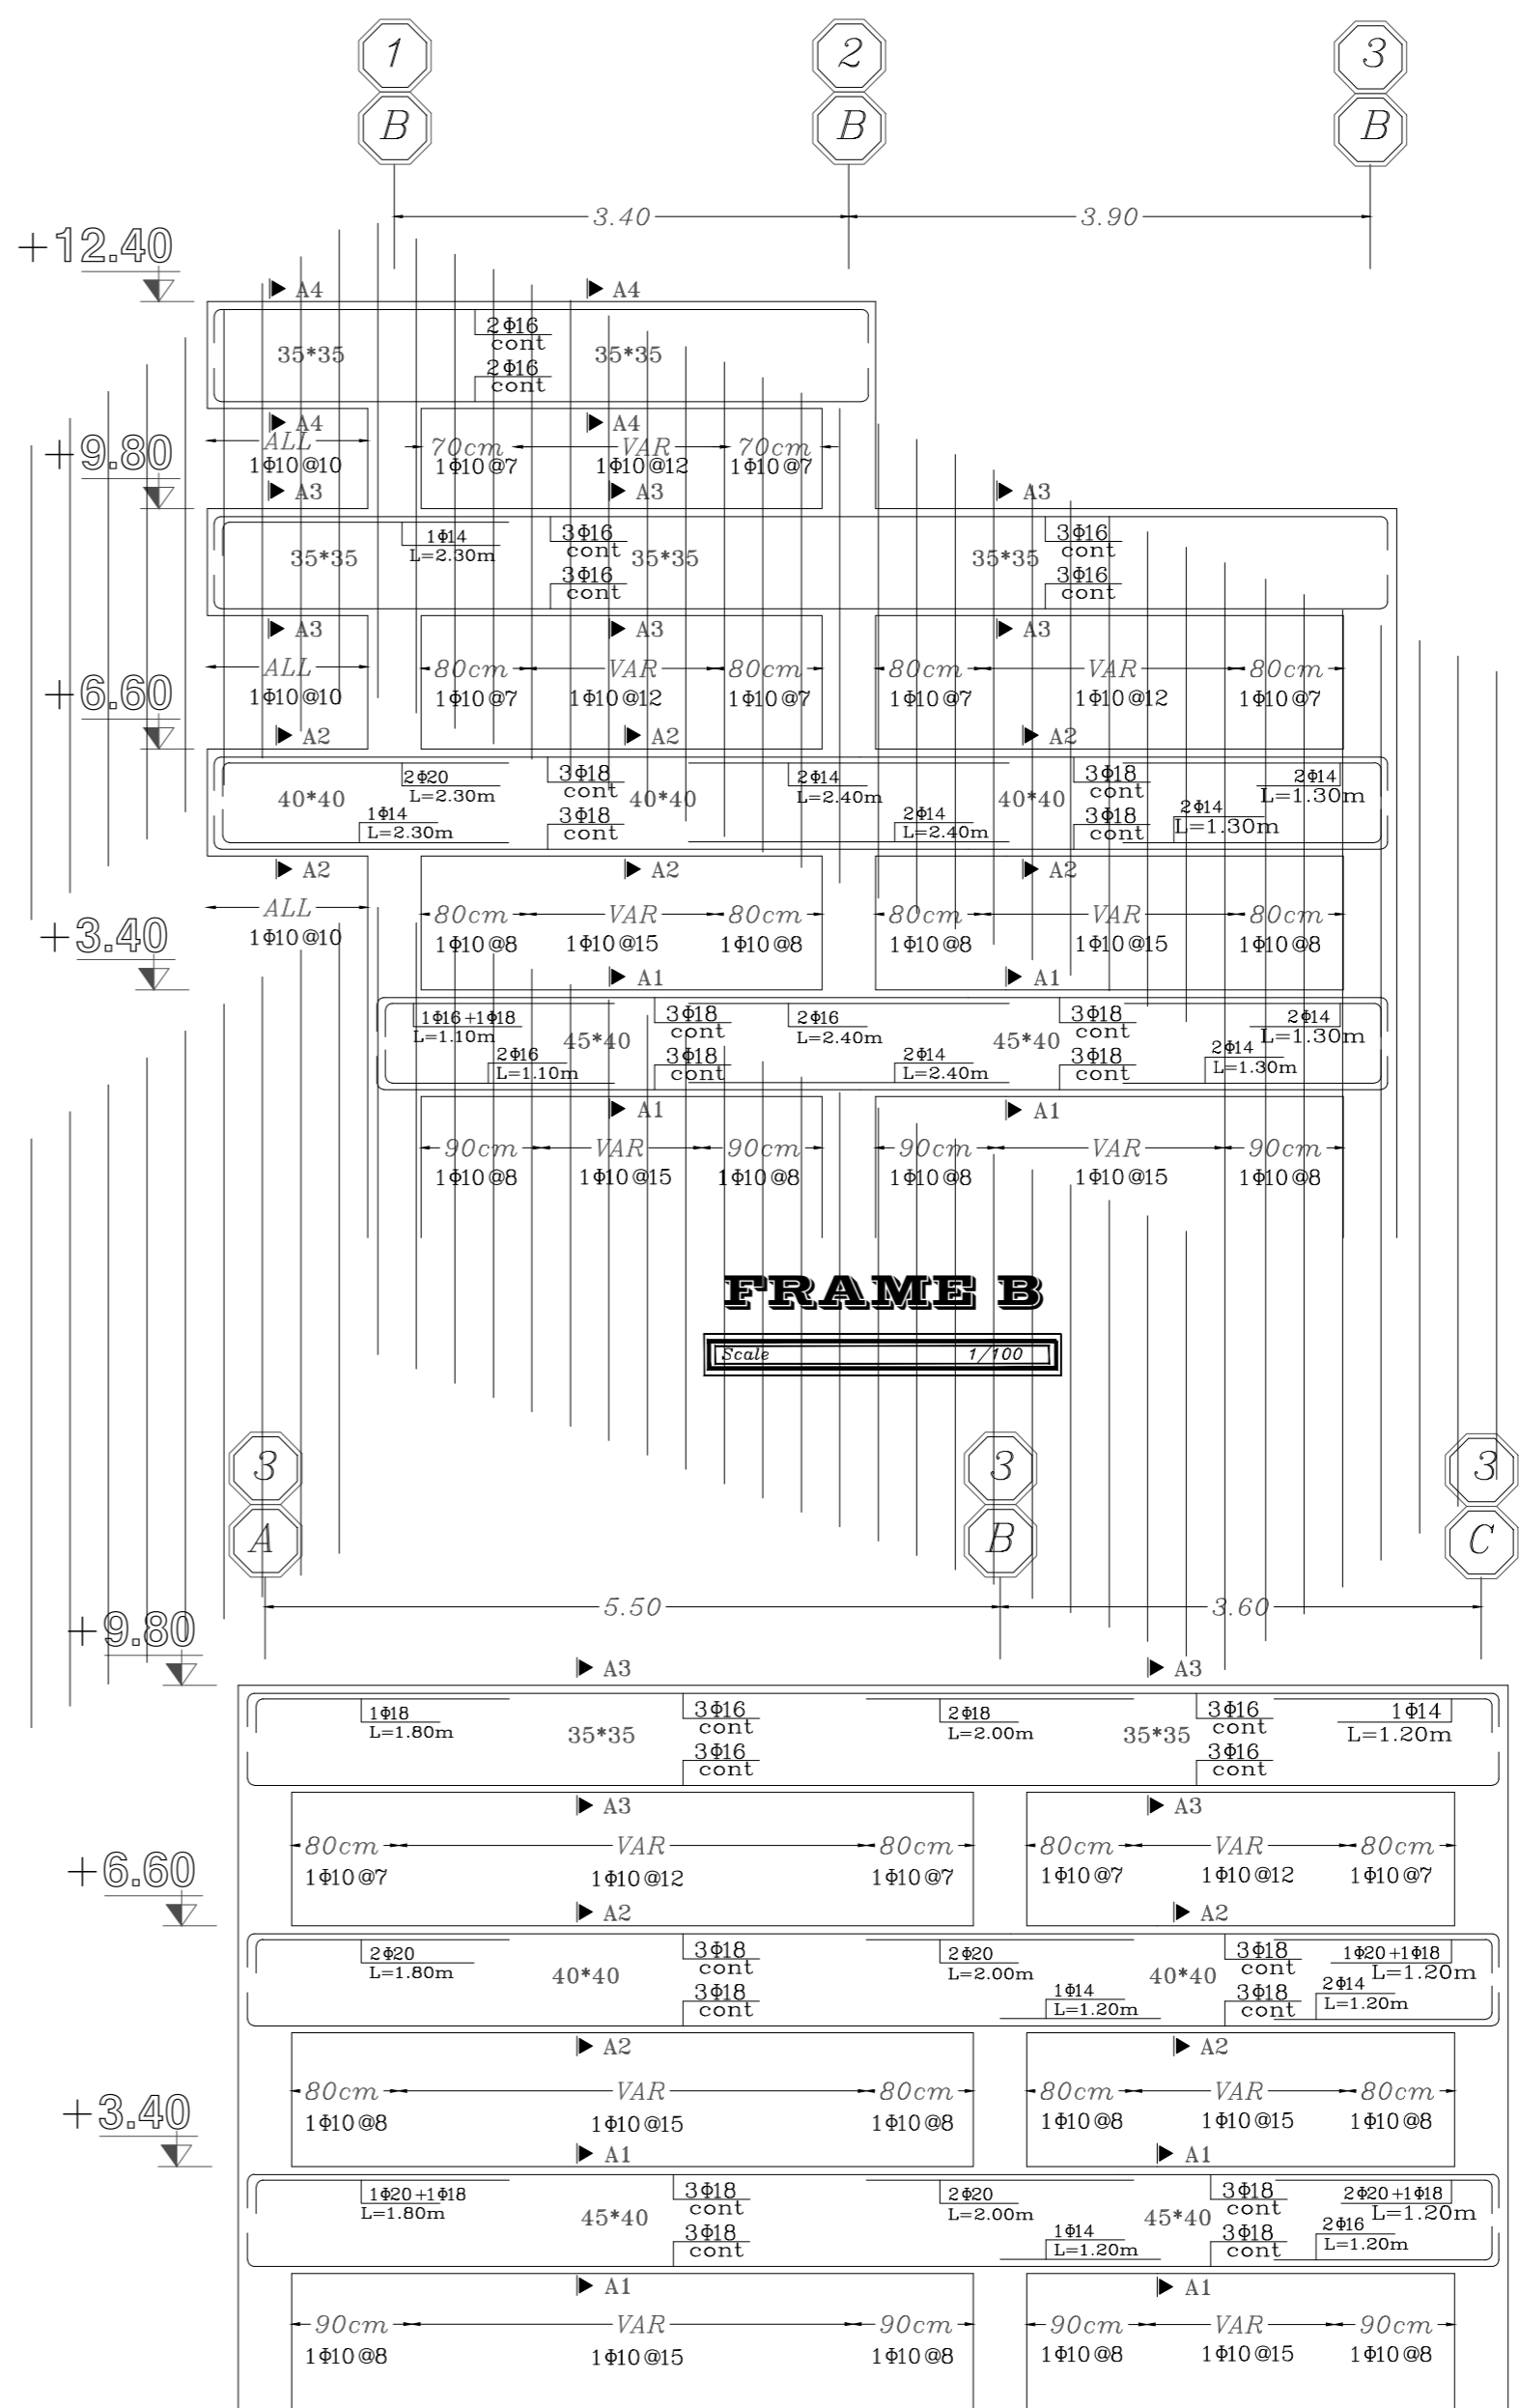 1 2 3
B B B
3.40 3.90
+12.40
A4 A4
2Φ16
cont
35*35 35*35
2Φ16
cont
A4 A4
+9.80
ALL 70cm VAR 70cm
1Φ10@10 1Φ10@7 1Φ10@12 1Φ10@7
A3 A3 A3
1Φ14 3Φ16 3Φ16
L=2.30m cont cont
35*35 35*35 35*35
3Φ16 3Φ16
cont cont
A3 A3 A3
ALL 80cm VAR 80cm 80cm VAR 80cm
+6.60
1Φ10@10 1Φ10@7 1Φ10@12 1Φ10@7 1Φ10@7 1Φ10@12 1Φ10@7
A2 A2 A2
2Φ20 3Φ18 2Φ14 3Φ18 2Φ14
L=2.30m cont L=2.40m cont L=1.30m
40*40 40*40 40*40
1Φ14 3Φ18 2Φ14 3Φ18 2Φ14
L=2.30m cont L=2.40m cont L=1.30m
A2 A2 A2
ALL 80cm VAR 80cm 80cm VAR 80cm
+3.40
1Φ10@10 1Φ10@8 1Φ10@15 1Φ10@8 1Φ10@8 1Φ10@15 1Φ10@8
A1 A1
1Φ16+1Φ18 3Φ18 2Φ16 3Φ18 2Φ14
L=1.10m cont L=2.40m cont L=1.30m
45*40 45*40
2Φ16 3Φ18 2Φ14 3Φ18 2Φ14
L=1.10m cont L=2.40m cont L=1.30m
A1 A1
90cm VAR 90cm 90cm VAR 90cm
1Φ10@8 1Φ10@15 1Φ10@8 1Φ10@8 1Φ10@15 1Φ10@8
FRAME B
Scale 1/100
3 3 3
A B C
5.50 3.60
+9.80
A3 A3
1Φ18 3Φ16 2Φ18 3Φ16 1Φ14
L=1.80m cont L=2.00m cont L=1.20m
35*35 35*35
3Φ16 3Φ16
cont cont
A3 A3
80cm VAR 80cm 80cm VAR 80cm
+6.60
1Φ10@7 1Φ10@12 1Φ10@7 1Φ10@7 1Φ10@12 1Φ10@7
A2 A2
2Φ20 3Φ18 2Φ20 3Φ18 1Φ20+1Φ18
L=1.80m cont L=2.00m cont L=1.20m
40*40 40*40
3Φ18 1Φ14 3Φ18 2Φ14
cont L=1.20m cont L=1.20m
A2 A2
80cm VAR 80cm 80cm VAR 80cm
+3.40
1Φ10@8 1Φ10@15 1Φ10@8 1Φ10@8 1Φ10@15 1Φ10@8
A1 A1
1Φ20+1Φ18 3Φ18 2Φ20 3Φ18 2Φ20+1Φ18
L=1.80m cont L=2.00m cont L=1.20m
45*40 45*40
3Φ18 1Φ14 3Φ18 2Φ16
cont L=1.20m cont L=1.20m
A1 A1
90cm VAR 90cm 90cm VAR 90cm
1Φ10@8 1Φ10@15 1Φ10@8 1Φ10@8 1Φ10@15 1Φ10@8